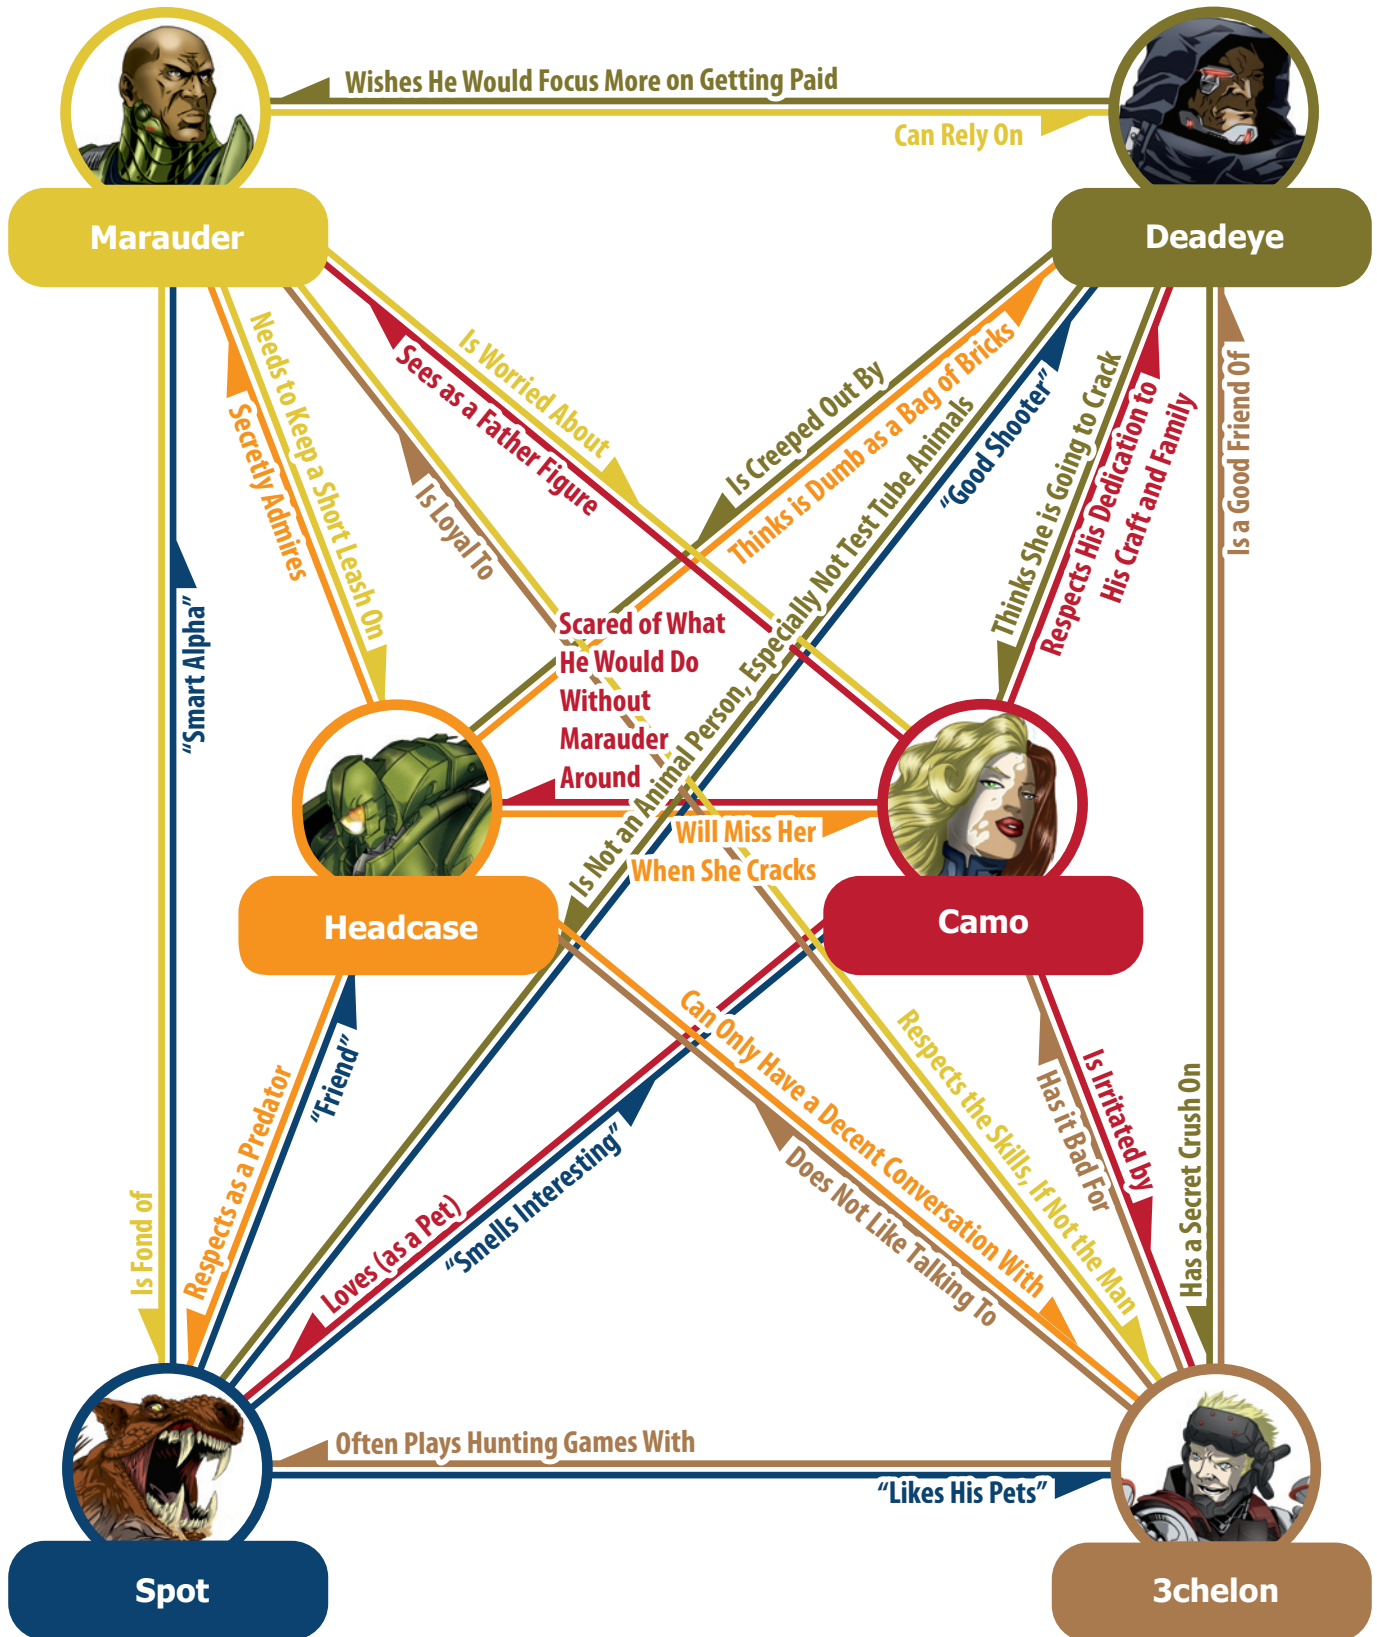 Wishes He Would Focus More on Getting Paid
Can Rely On
Marauder
Deadeye
Is Worried About
Sees as a Father Figure
Needs to Keep a Short Leash On
Secretly Admires
Is Loyal To
Is Creeped Out By
Thinks is Dumb as a Bag of Bricks
Is Not an Animal Person, Especially Not Test Tube Animals
"Good Shooter"
Thinks She is Going to Crack
Respects His Dedication to
His Craft and Family
Is a Good Friend Of
"Smart Alpha"
Scared of What
He Would Do
Without
Marauder
Around
Will Miss Her
When She Cracks
Headcase
Camo
Can Only Have a Decent Conversation With
Does Not Like Talking To
Respects the Skills, If Not the Man
Is Irritated by
Has it Bad For
Has a Secret Crush On
Is Fond of
Respects as a Predator
"Friend"
Loves (as a Pet)
"Smells Interesting"
Often Plays Hunting Games With
"Likes His Pets"
Spot
3chelon